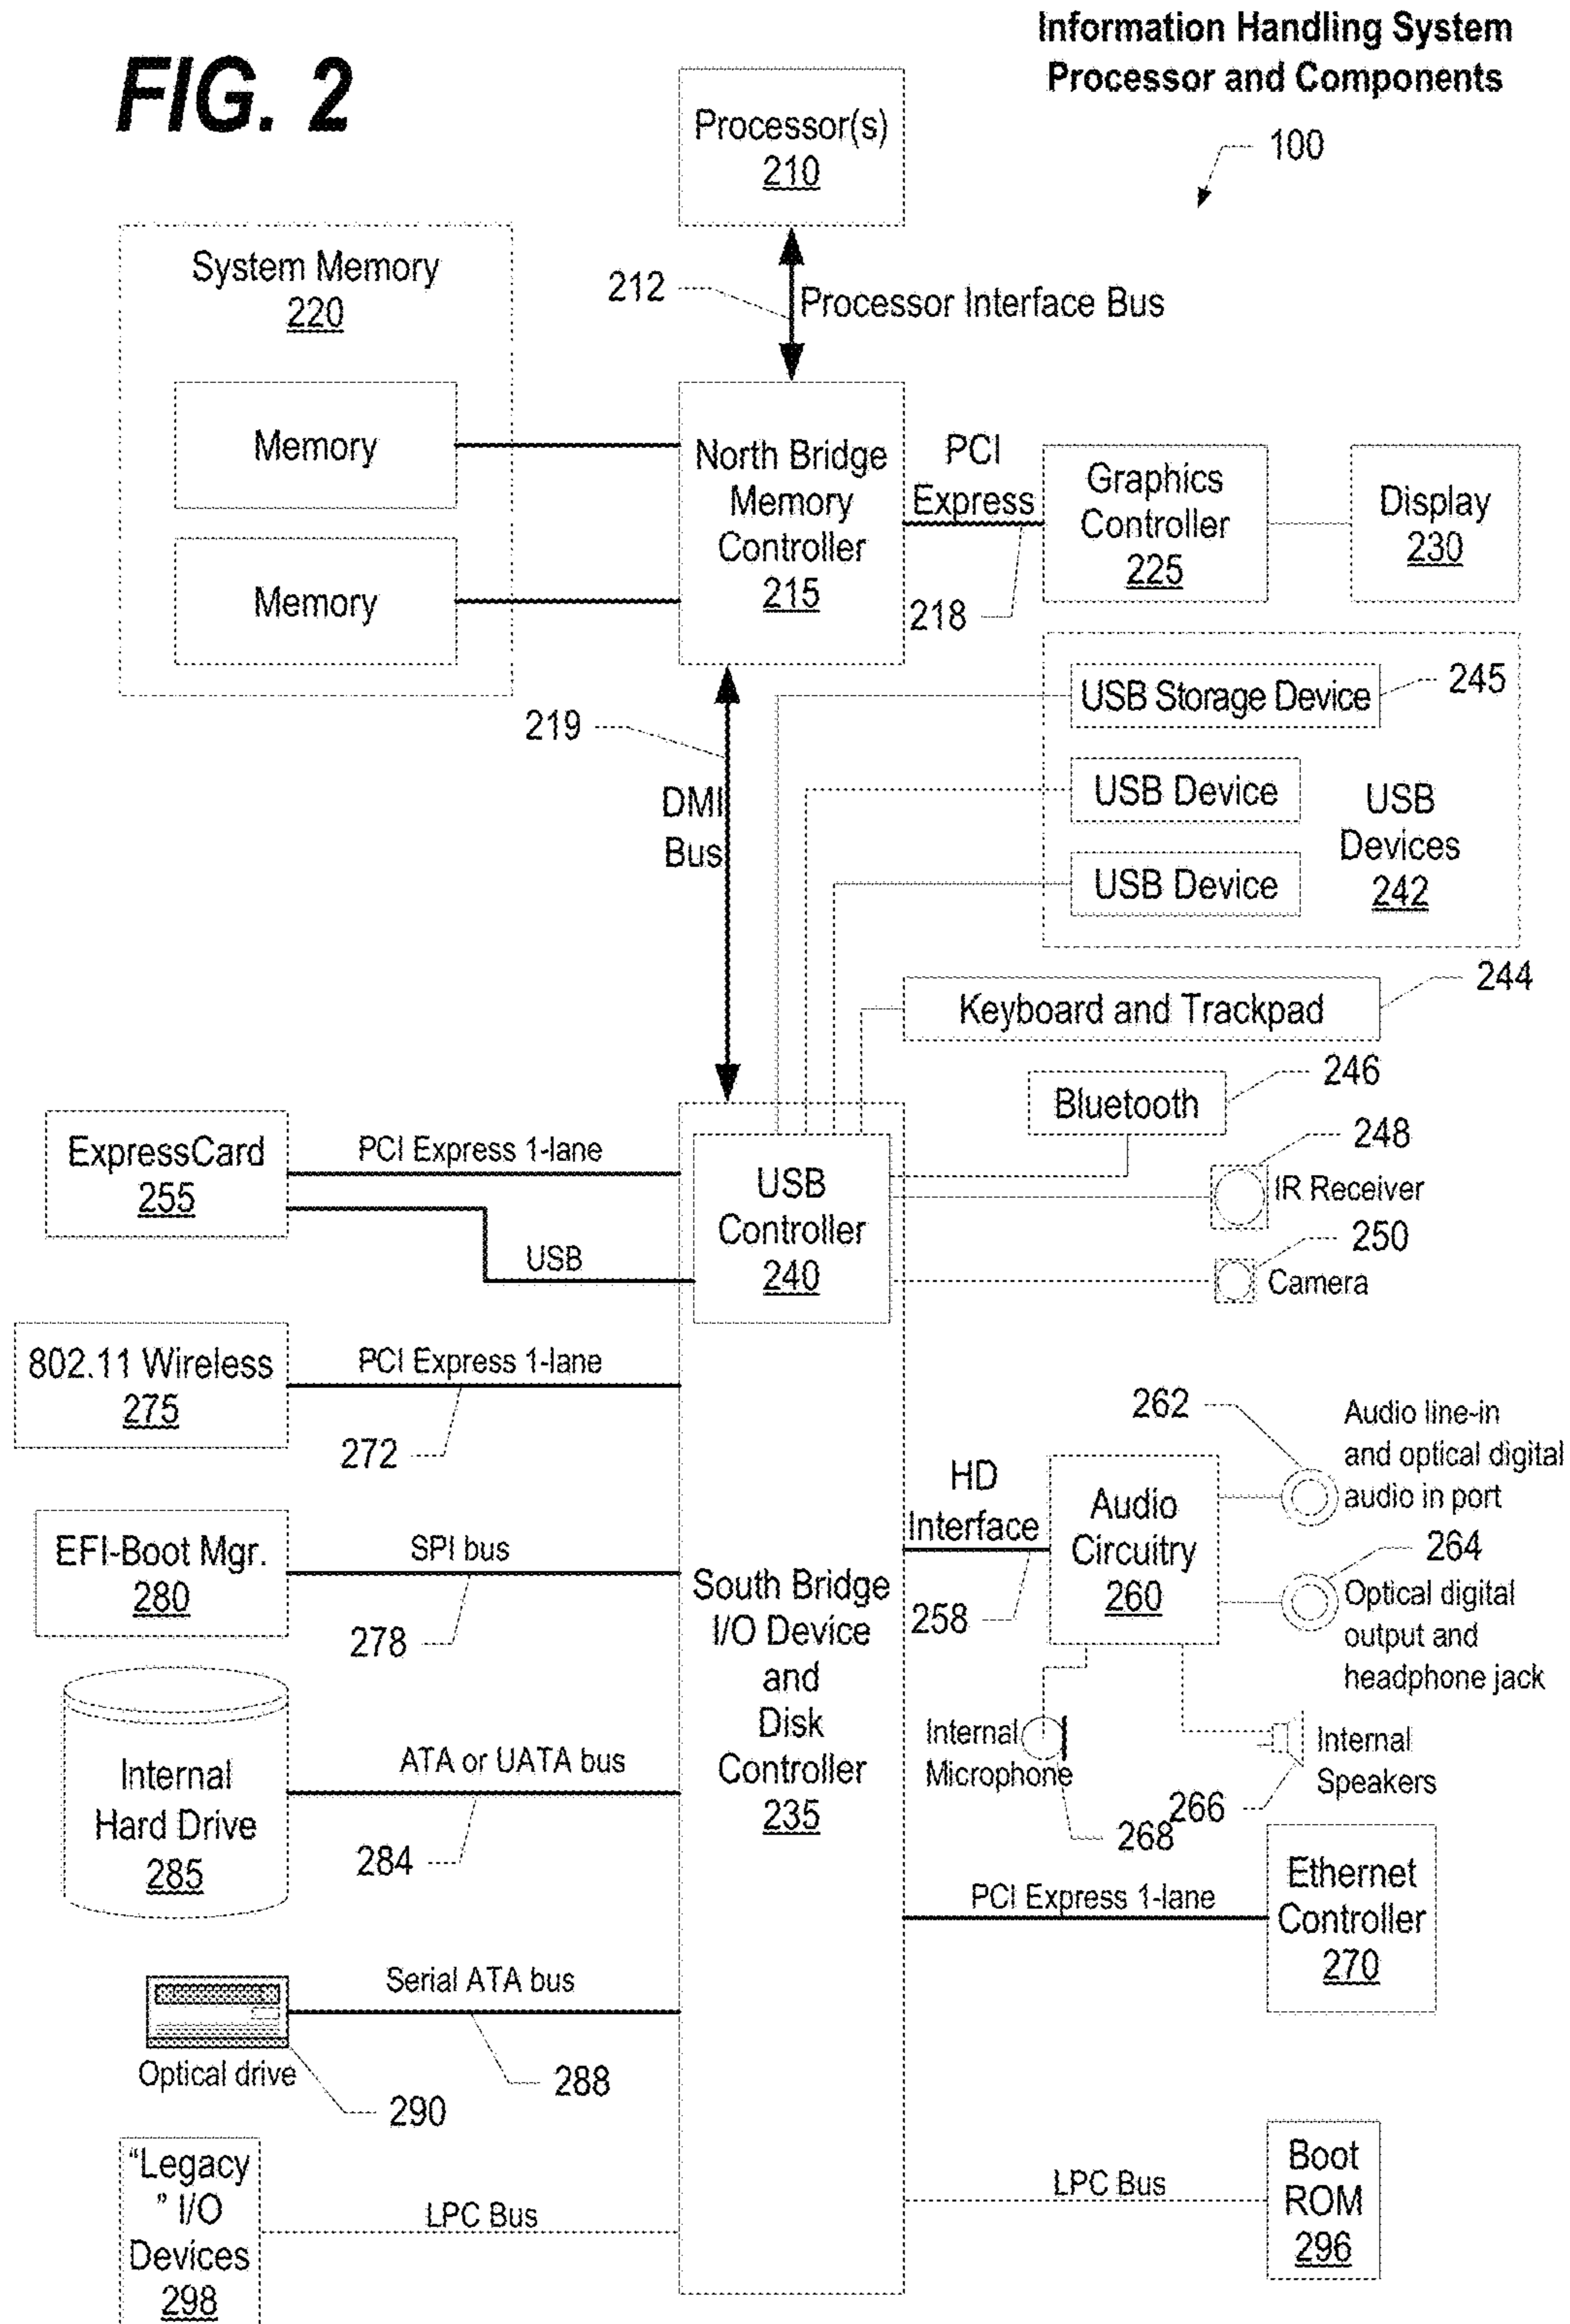 FIG. 2
Information Handling System
Processor and Components
100
Processor(s)
210
System Memory
220
212
Processor Interface Bus
Memory
Memory
North Bridge
Memory
Controller
215
PCI
Express
218
Graphics
Controller
225
Display
230
219
DMI
Bus
USB Storage Device
245
USB Device
USB Device
USB
Devices
242
Keyboard and Trackpad
244
Bluetooth
246
248
IR Receiver
250
Camera
ExpressCard
255
PCI Express 1-lane
USB
USB
Controller
240
802.11 Wireless
275
PCI Express 1-lane
272
EFI-Boot Mgr.
280
SPI bus
278
Internal
Hard Drive
285
ATA or UATA bus
284
Serial ATA bus
288
Optical drive
290
"Legacy
" I/O
Devices
298
LPC Bus
South Bridge
I/O Device
and
Disk
Controller
235
HD
Interface
258
Audio
Circuitry
260
262
Audio line-in
and optical digital
audio in port
264
Optical digital
output and
headphone jack
Internal
Microphone
268
Internal
Speakers
266
PCI Express 1-lane
Ethernet
Controller
270
LPC Bus
Boot
ROM
296